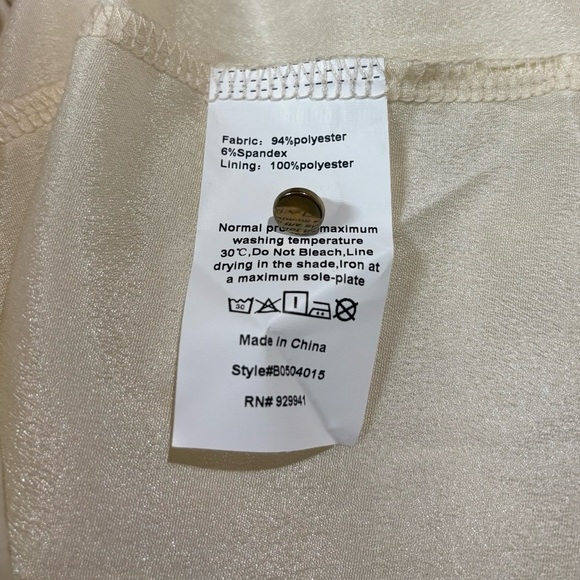 Fabric: 94%polyester
6%Spandex
Lining: 100%polyester
Normal maximum
washing temperature
30℃,Do Not Bleach,Line
drying in the shade,Iron at
a maximum sole-plate
30
Made in China
Style#B0504015
RN# 929941